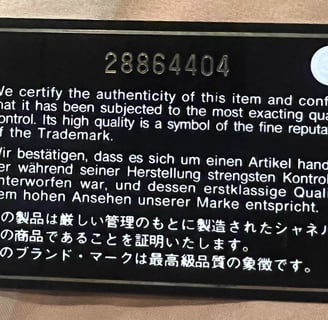 28864404
We certify the authenticity of this item and conf
hat it has been subjected to the most exacting qua
ontrol. Its high quality is a symbol of the fine reputa
f the Trademark.
Wir bestätigen, dass es sich um einen Artikel hand
er während seiner Herstellung strengsten Kontrol
nterworfen war, und dessen erstklassige Qual
em hohen Ansehen unserer Marke entspricht.
の製品は厳しい管理のもとに製造されたシャネル
の商品であることを証明いたします。
のブランド・マークは最高級品質の象徴です。